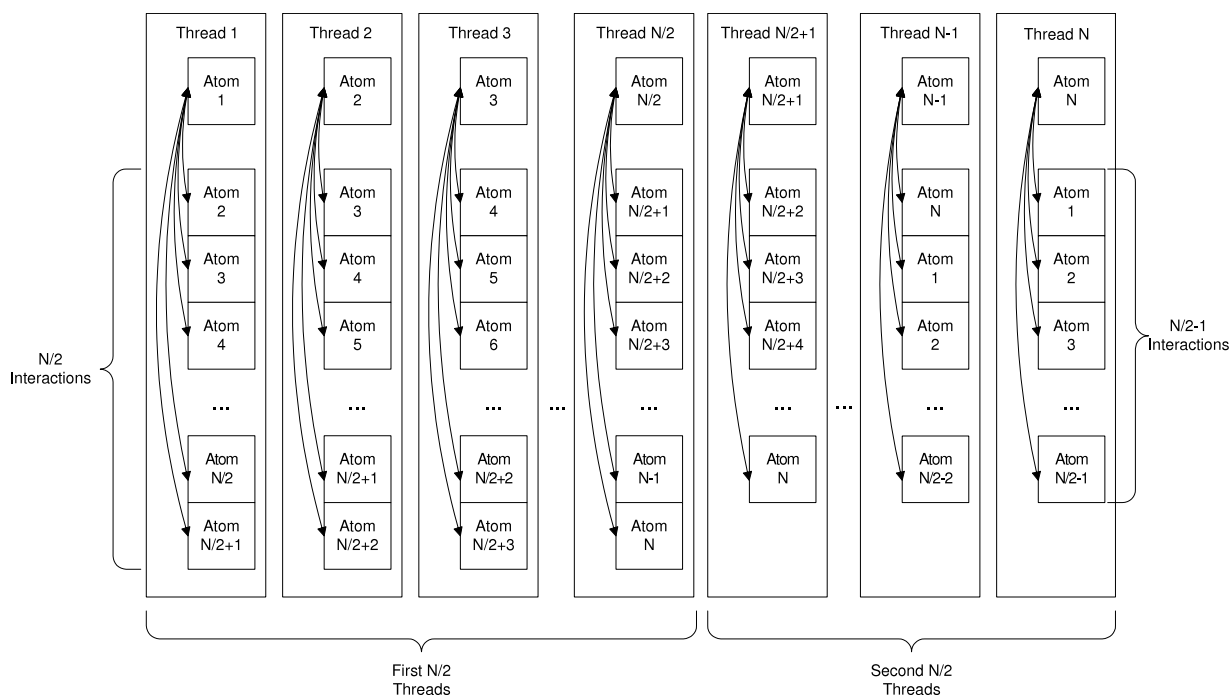 Thread 1
Thread 2
Thread 3
Thread N/2
Thread N/2+1
Thread N-1
Thread N
Atom
1
Atom
2
Atom
3
Atom
N/2
Atom
N/2+1
Atom
N-1
Atom
N
Atom
2
Atom
3
Atom
4
Atom
N/2+1
Atom
N/2+2
Atom
N
Atom
1
Atom
3
Atom
4
Atom
5
Atom
N/2+2
Atom
N/2+3
Atom
1
Atom
2
Atom
4
Atom
5
Atom
6
Atom
N/2+3
Atom
N/2+4
Atom
2
Atom
3
N/2
Interactions
N/2-1
Interactions
...
...
...
...
...
...
...
...
...
Atom
N/2
Atom
N/2+1
Atom
N/2+2
Atom
N-1
Atom
N
Atom
N/2-2
Atom
N/2-1
Atom
N/2+1
Atom
N/2+2
Atom
N/2+3
Atom
N
First N/2
Threads
Second N/2
Threads